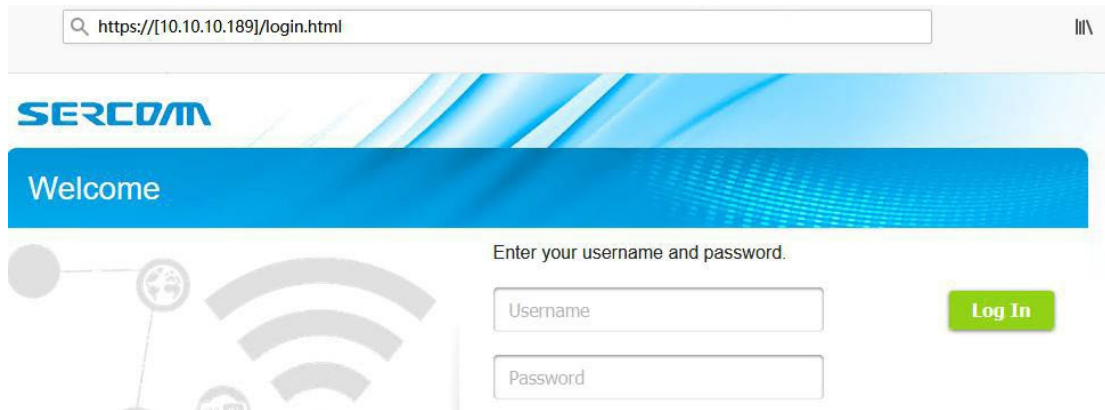 https://[10.10.10.189]/login.html
SERCOMM
Welcome
Enter your username and password.
Username
Log In
Password